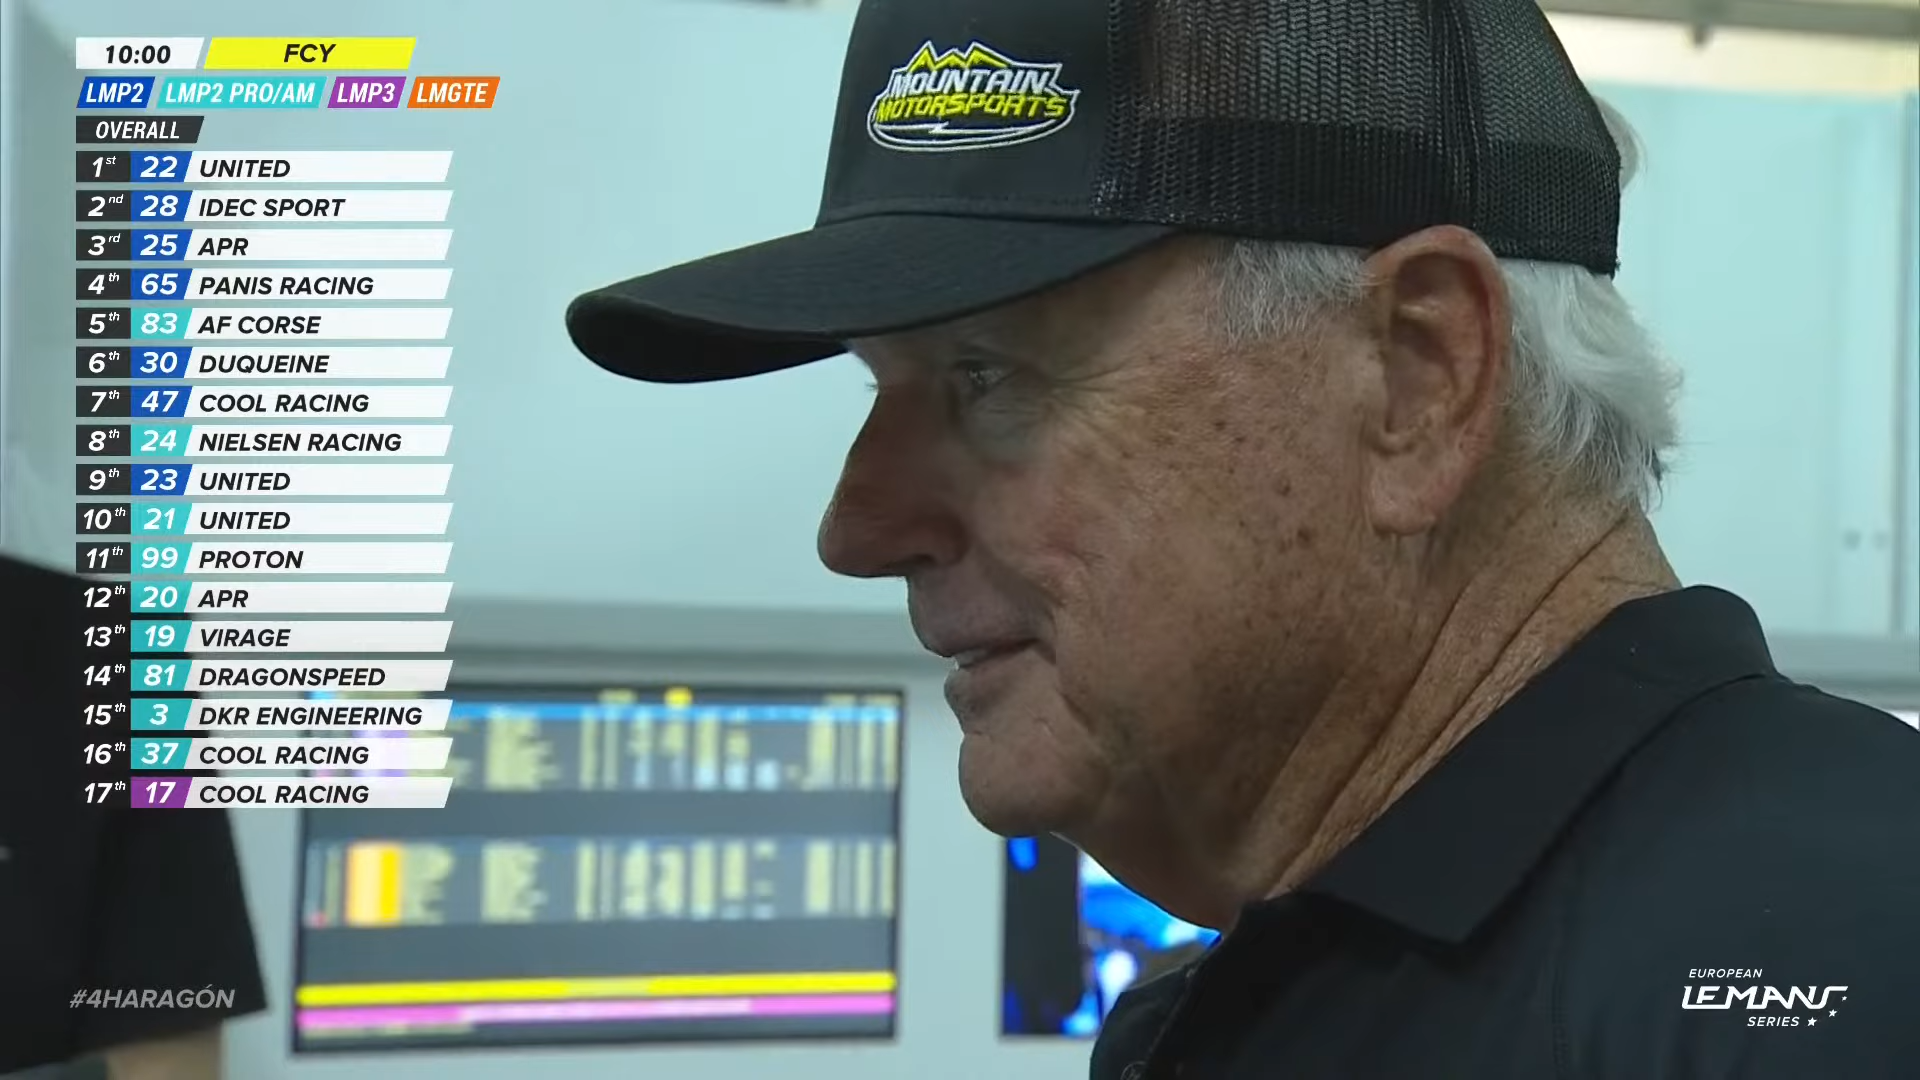 10:00 FCY
LMP2 LMP2 PRO/AM LMP3 LMGTE
OVERALL
1st 22 UNITED
2nd 28 IDEC SPORT
3rd 25 APR
4th 65 PANIS RACING
5th 83 AF CORSE
6th 30 DUQUEINE
7th 47 COOL RACING
8th 24 NIELSEN RACING
9th 23 UNITED
10th 21 UNITED
11th 99 PROTON
12th 20 APR
13th 19 VIRAGE
14th 81 DRAGONSPEED
15th 3 DKR ENGINEERING
16th 37 COOL RACING
17th 17 COOL RACING
MOUNTAIN
MOTORSPORTS
#4HARAGÓN
EUROPEAN
LEMANS
SERIES